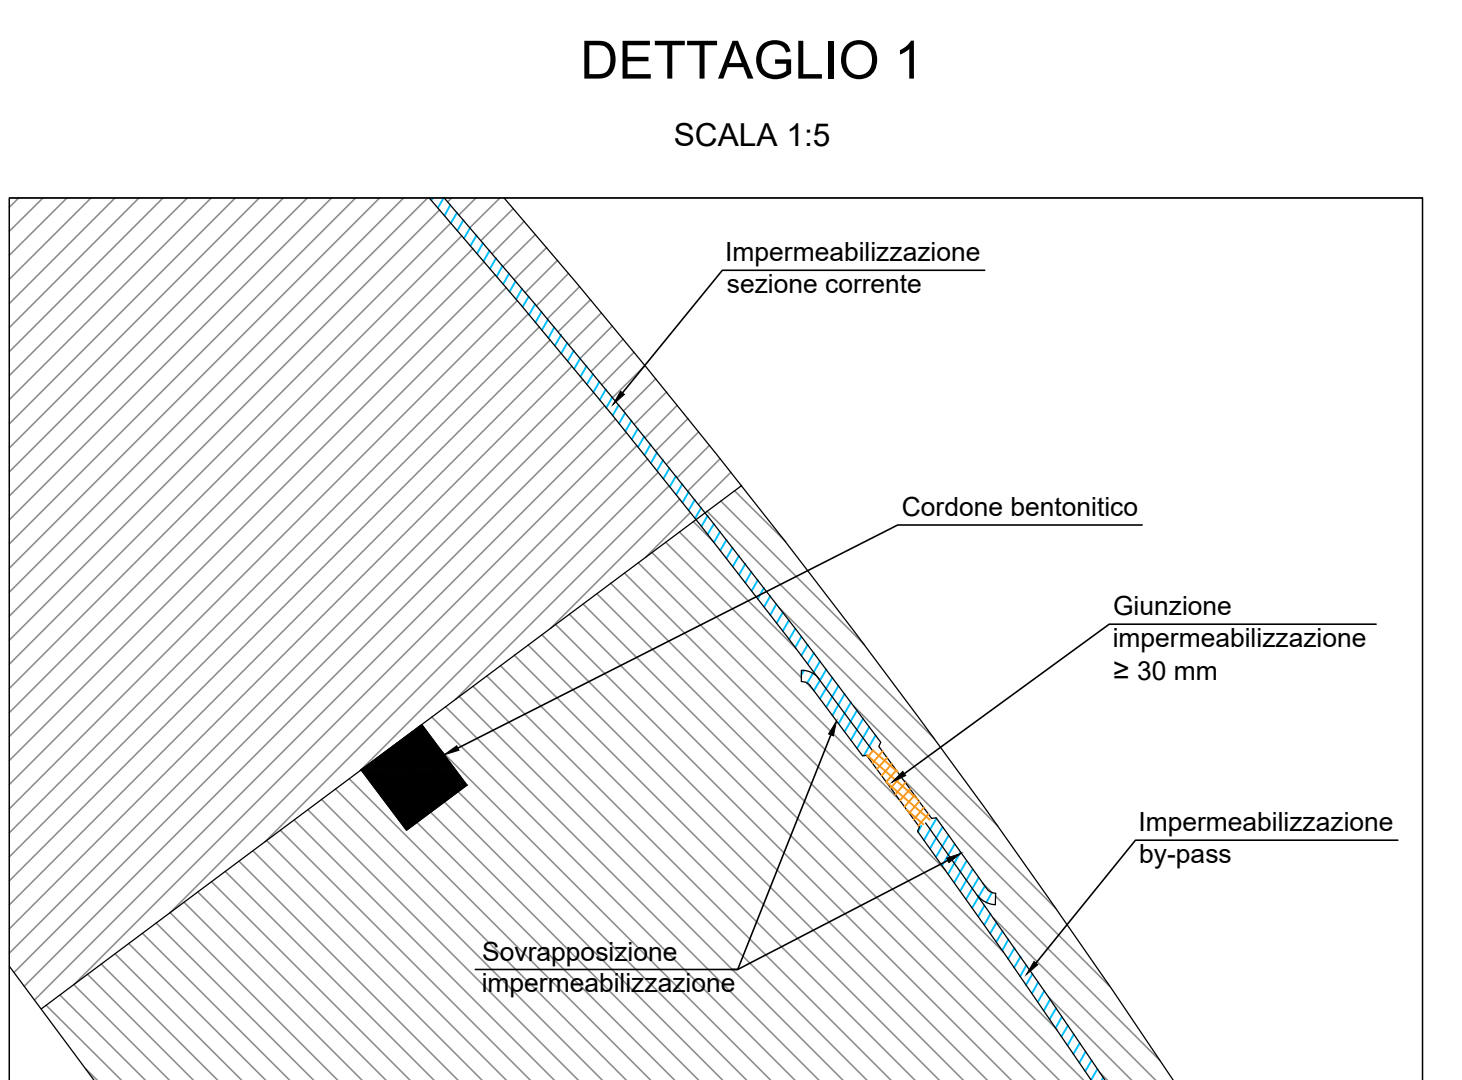 DETTAGLIO 1
SCALA 1:5
Impermeabilizzazione
sezione corrente
Cordone bentonitico
Giunzione
impermeabilizzazione
≥ 30 mm
Impermeabilizzazione
by-pass
Sovrapposizione
impermeabilizzazione